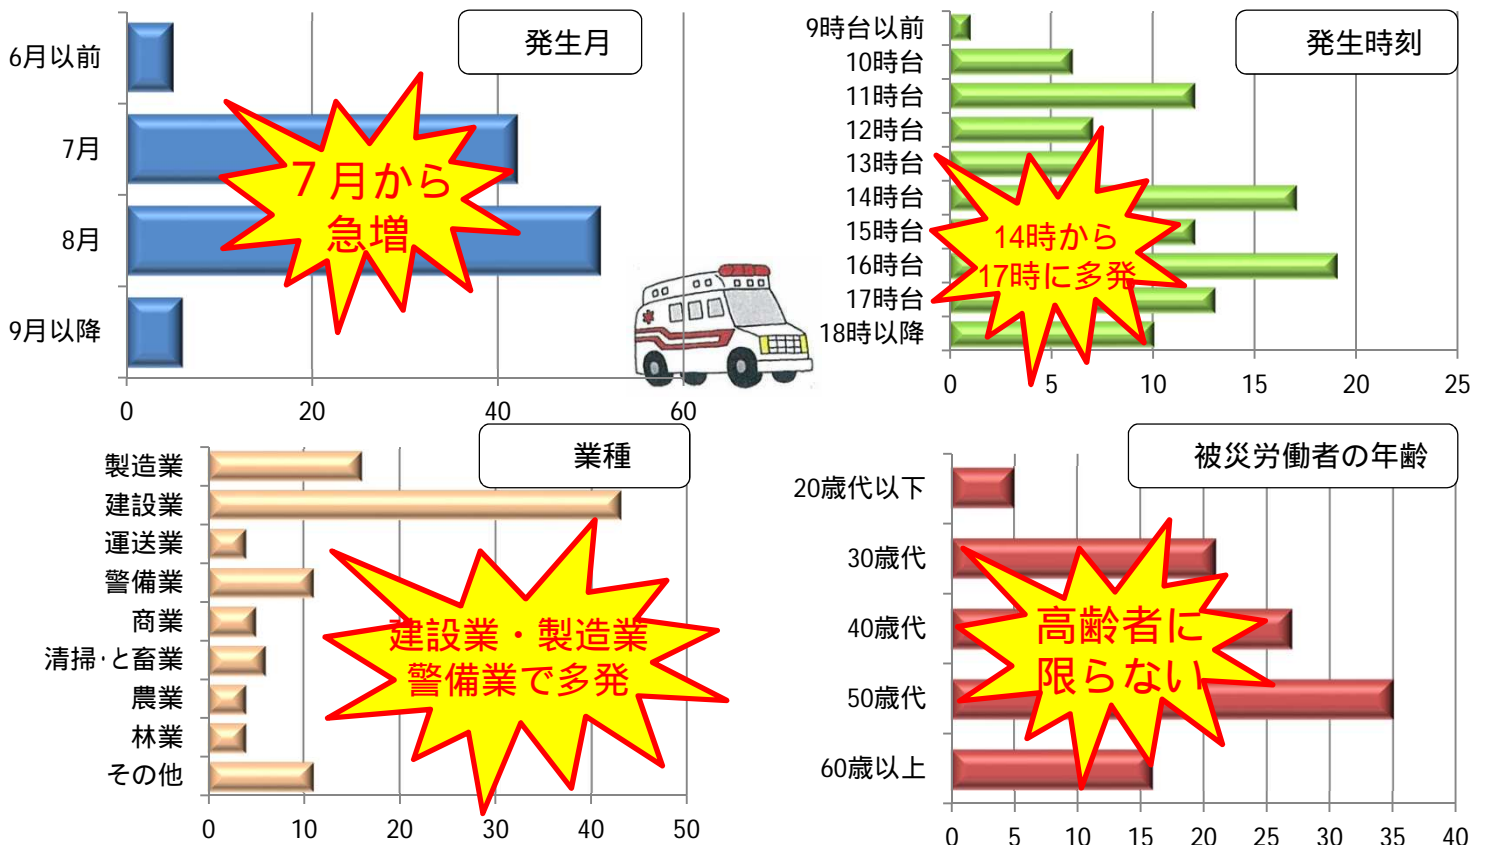 発生月
6月以前
7月
8月
9月以降
7月から
急増
0 20 40 60
発生時刻
9時台以前
10時台
11時台
12時台
13時台
14時台
15時台
16時台
17時台
18時以降
14時から
17時に多発
0 5 10 15 20 25
業種
製造業
建設業
運送業
警備業
商業
清掃・と畜業
農業
林業
その他
建設業・製造業
警備業で多発
0 10 20 30 40 50
被災労働者の年齢
20歳代以下
30歳代
40歳代
50歳代
60歳以上
高齢者に
限らない
0 5 10 15 20 25 30 35 40